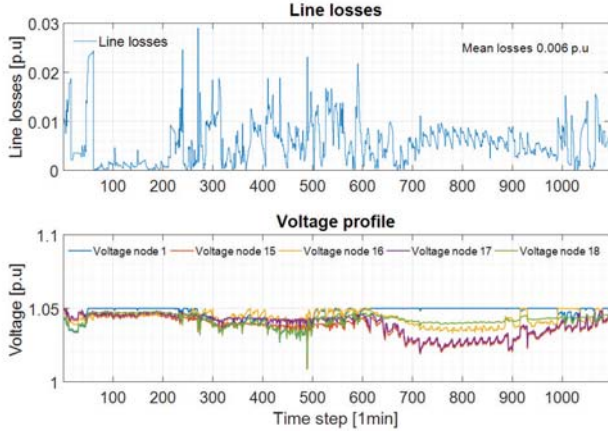 Line losses
Line losses [p.u]
0.03
0.02
0.01
0
Line losses
Mean losses 0.006 p.u
100 200 300 400 500 600 700 800 900 1000
Voltage profile
Voltage [p.u]
1.1
1.05
1
Voltage node 1 Voltage node 15 Voltage node 16 Voltage node 17 Voltage node 18
100 200 300 400 500 600 700 800 900 1000
Time step [1min]